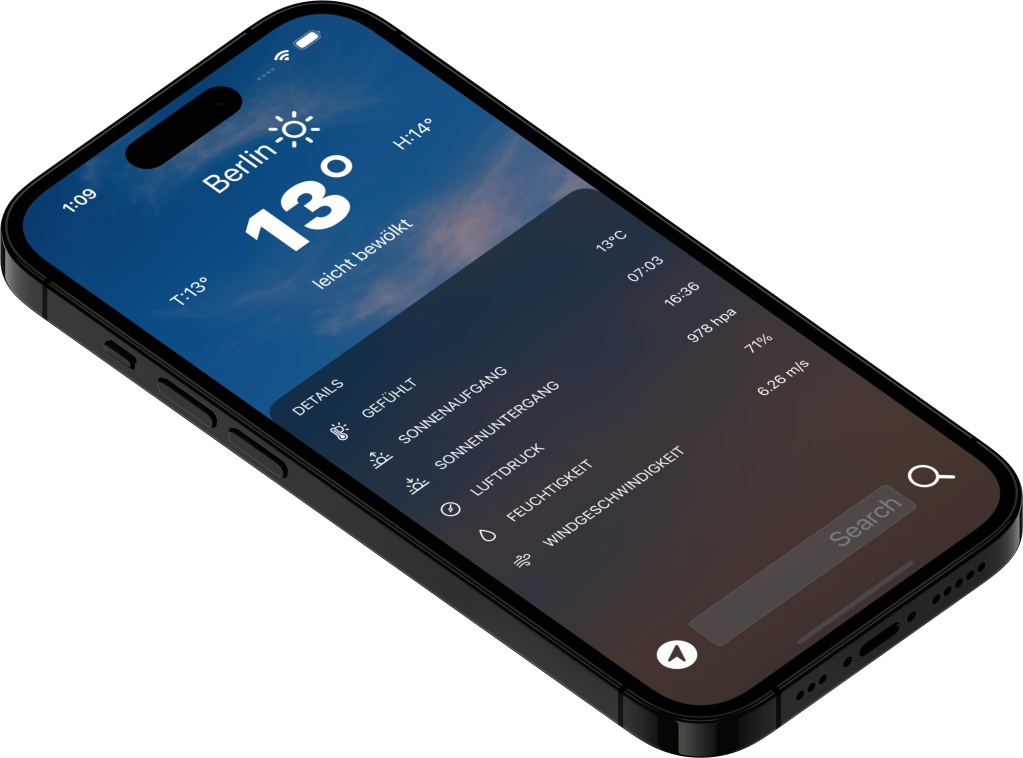 1:09
Berlin
13°
T:13°
H:14°
leicht bewölkt
DETAILS
GEFÜHLT 13°C
SONNENAUFGANG 07:03
SONNENUNTERGANG 16:36
LUFTDRUCK 978 hpa
FEUCHTIGKEIT 71%
WINDGESCHWINDIGKEIT 6.26 m/s
Search